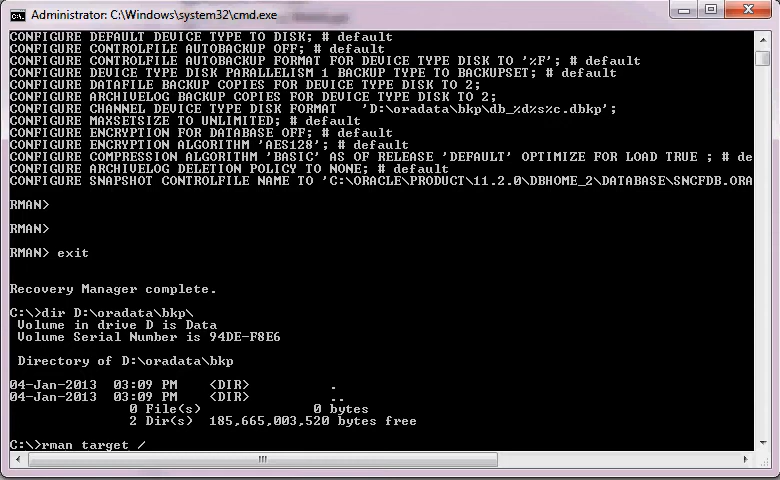 Administrator: C:\Windows\system32\cmd.exe
CONFIGURE DEFAULT DEVICE TYPE TO DISK; # default
CONFIGURE CONTROLFILE AUTOBACKUP OFF; # default
CONFIGURE CONTROLFILE AUTOBACKUP FORMAT FOR DEVICE TYPE DISK TO '%F'; # default
CONFIGURE DEVICE TYPE DISK PARALLELISM 1 BACKUP TYPE TO BACKUPSET; # default
CONFIGURE DATAFILE BACKUP COPIES FOR DEVICE TYPE DISK TO 2;
CONFIGURE ARCHIVELOG BACKUP COPIES FOR DEVICE TYPE DISK TO 2;
CONFIGURE CHANNEL DEVICE TYPE DISK FORMAT   'D:\oradata\bkp\db_%d%s%c.dbkp';
CONFIGURE MAXSETSIZE TO UNLIMITED; # default
CONFIGURE ENCRYPTION FOR DATABASE OFF; # default
CONFIGURE ENCRYPTION ALGORITHM 'AES128'; # default
CONFIGURE COMPRESSION ALGORITHM 'BASIC' AS OF RELEASE 'DEFAULT' OPTIMIZE FOR LOAD TRUE ; # de
CONFIGURE ARCHIVELOG DELETION POLICY TO NONE; # default
CONFIGURE SNAPSHOT CONTROLFILE NAME TO 'C:\ORACLE\PRODUCT\11.2.0\DBHOME_2\DATABASE\SNCFDB.ORA
RMAN>
RMAN>
RMAN> exit
Recovery Manager complete.
C:\>dir D:\oradata\bkp\
Volume in drive D is Data
Volume Serial Number is 94DE-F8E6
Directory of D:\oradata\bkp
04-Jan-2013  03:09 PM    <DIR>          .
04-Jan-2013  03:09 PM    <DIR>          ..
0 File(s)              0 bytes
2 Dir(s)  185,665,003,520 bytes free
C:\>rman target /